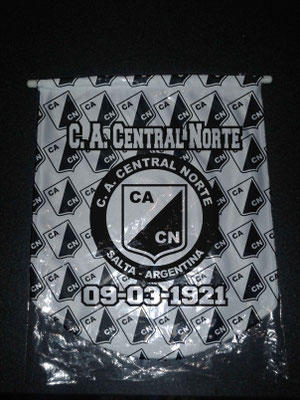 C. A. CENTRAL NORTE
C. A. CENTRAL NORTE
CA
CN
SALTA - ARGENTINA
09-03-1921